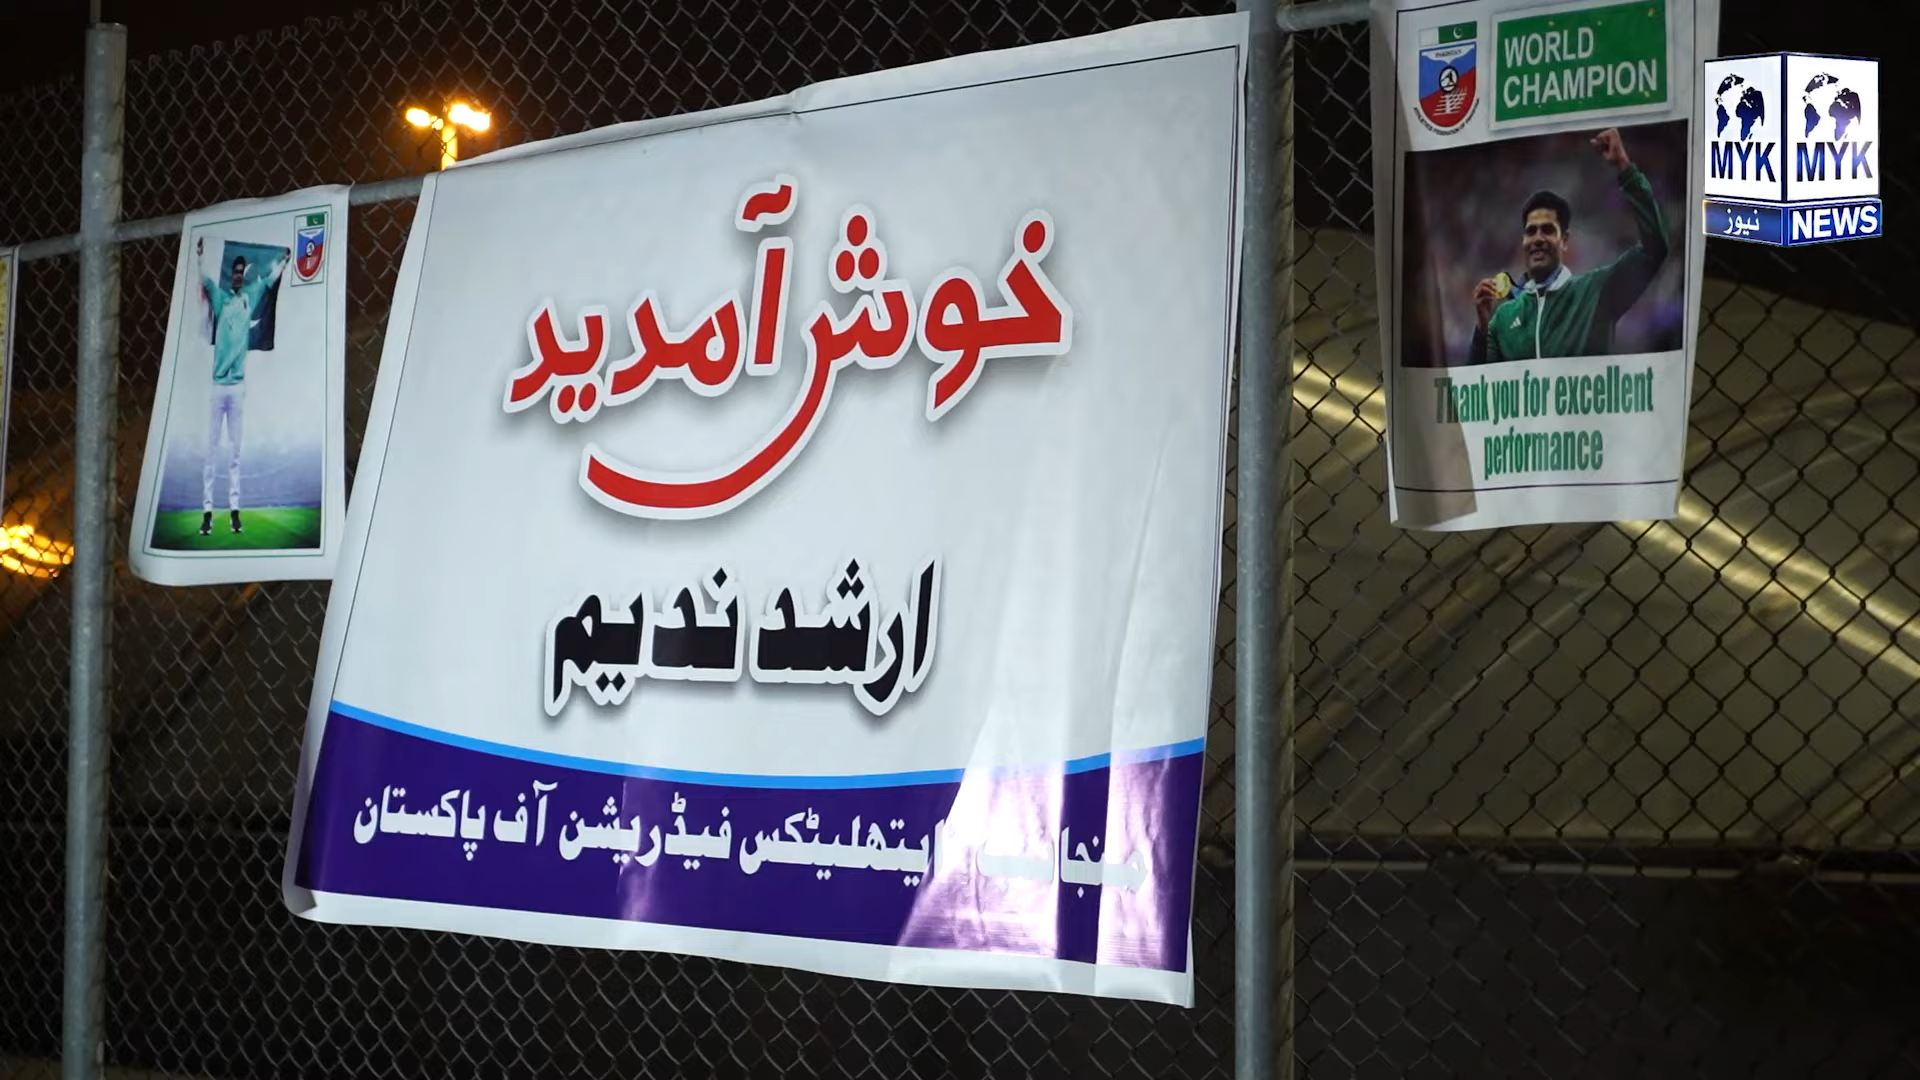 خوش آمدید
ارشد ندیم
منجانب ایتھلیٹکس فیڈریشن آف پاکستان
WORLD
CHAMPION
Thank you for excellent
performance
MYK MYK
نیوز NEWS